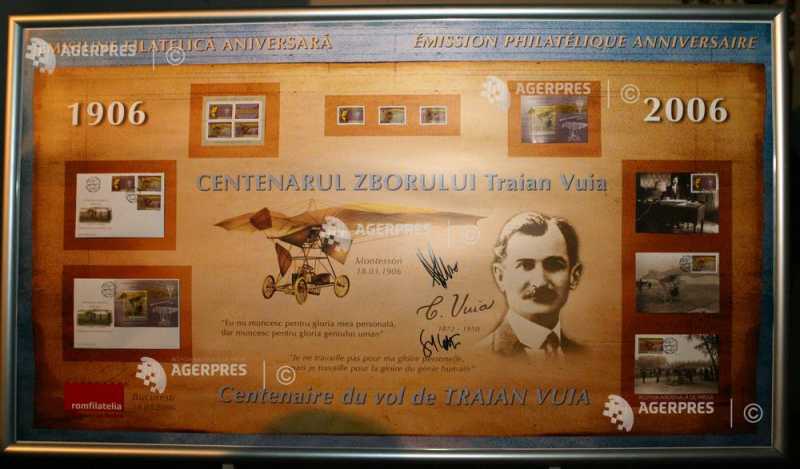 EMISIUNE FILATELICĂ ANIVERSARĂ
ÉMISSION PHILATÉLIQUE ANNIVERSAIRE
AGERPRES ©
AGERPRES ©
1906
2006
CENTENARUL ZBORULUI Traian Vuia
AGERPRES ©
Montesson
18.03.1906
T. Vuia
1872 - 1950
"Eu nu muncesc pentru gloria mea personală,
dar muncesc pentru gloria geniului uman"
"Je ne travaille pas pour ma gloire personnelle,
mais je travaille pour la gloire du génie humain"
AGERPRES ©
Centenaire du vol de TRAIAN VUIA
romfilatelia
Bucureşti
AGERPRES ©